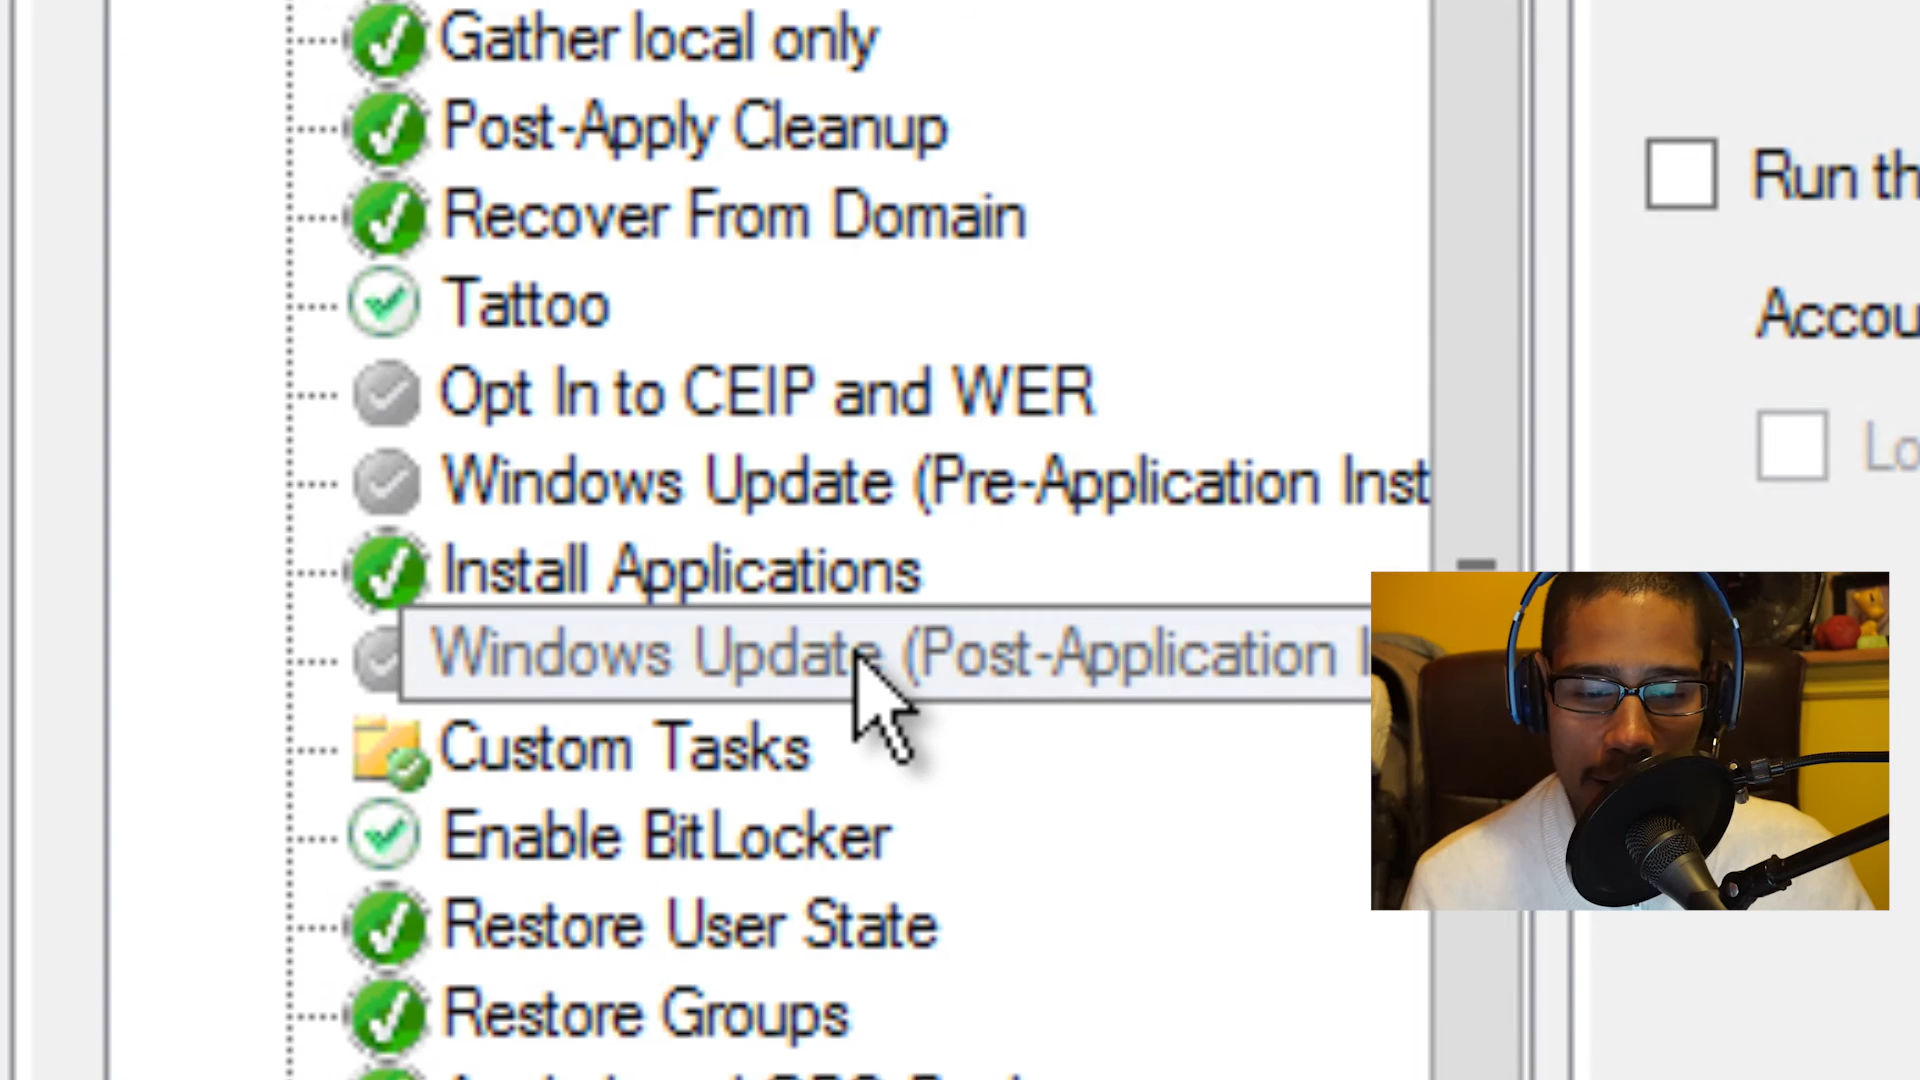 Gather local only
Post-Apply Cleanup
Recover From Domain
Tattoo
Opt In to CEIP and WER
Windows Update (Pre-Application Inst
Install Applications
Windows Update (Post-Application I
Custom Tasks
Enable BitLocker
Restore User State
Restore Groups
Run th
Accou
Lo